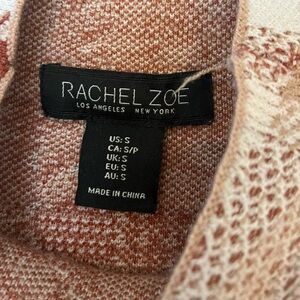 RACHEL ZOE
LOS ANGELES NEW YORK
US: S
CA: S/P
UK: S
EU: S
AU: S
MADE IN CHINA